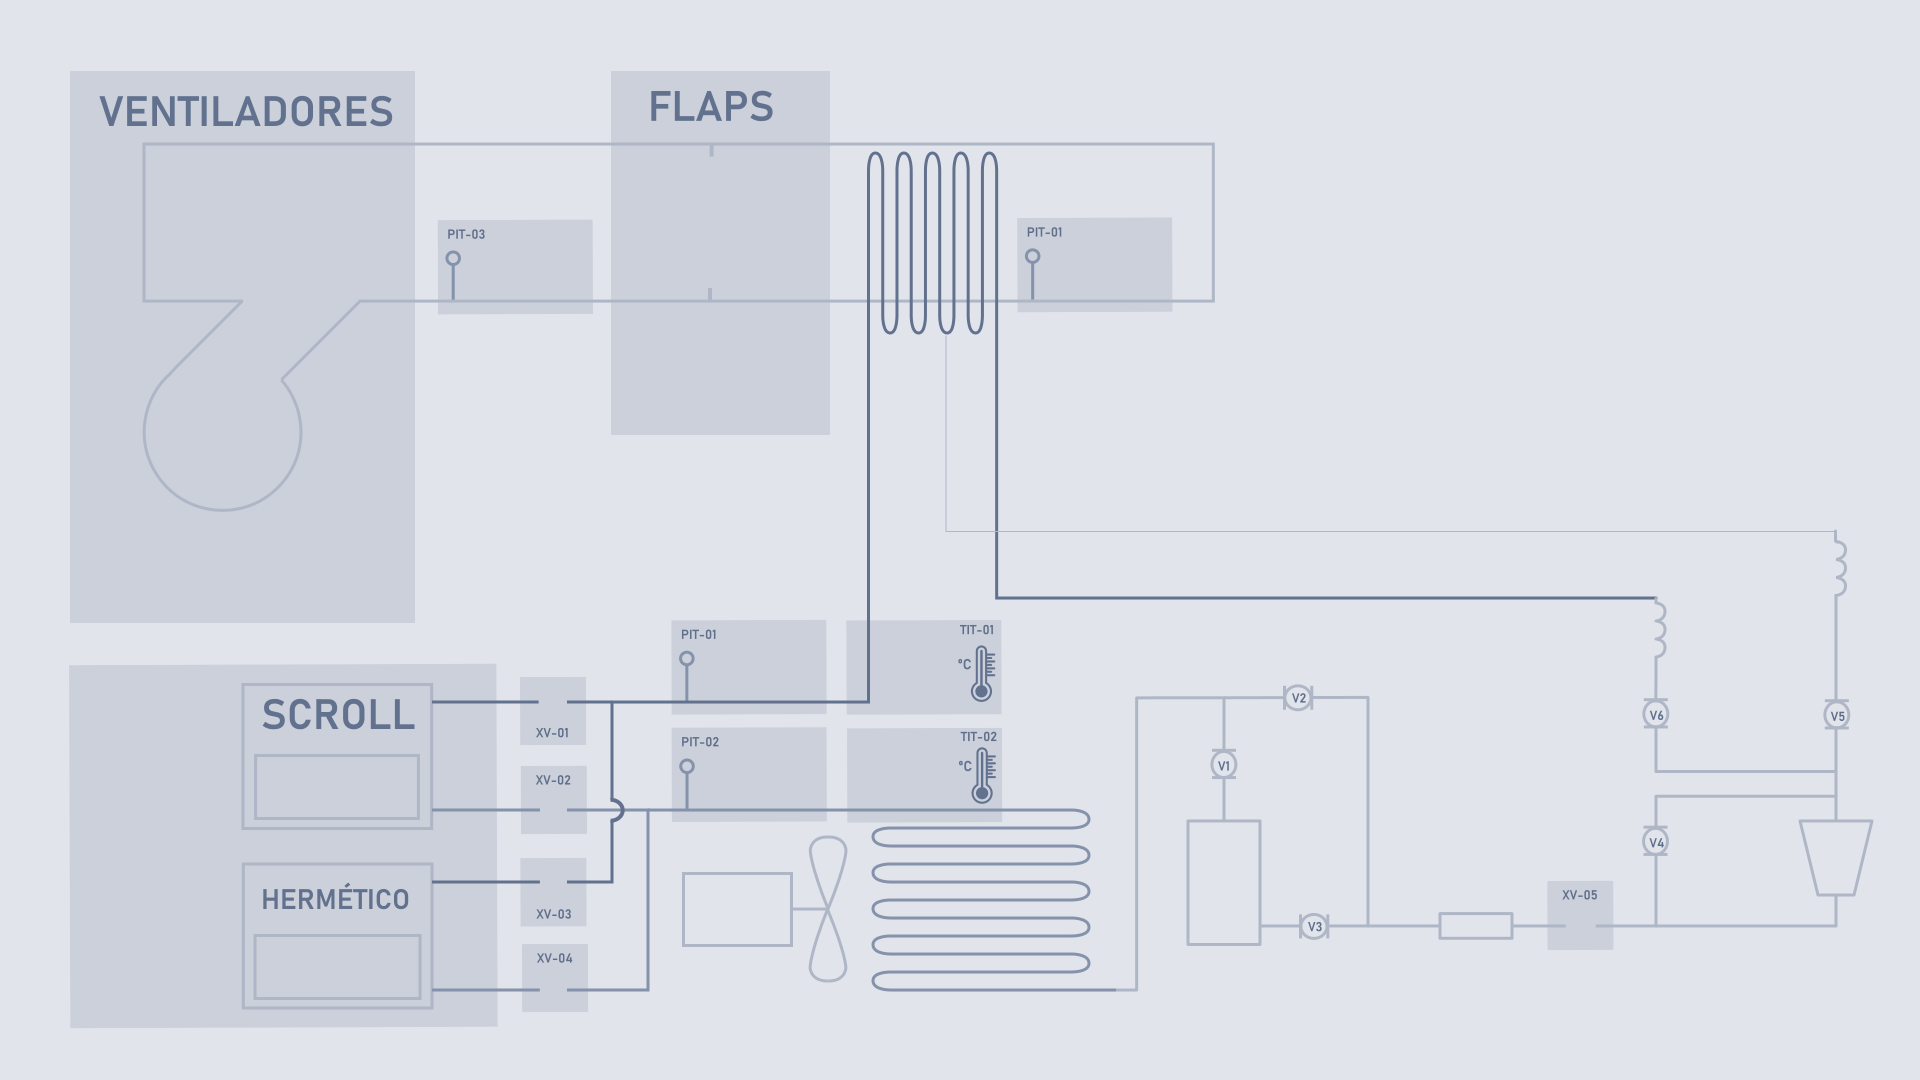 VENTILADORES
FLAPS
PIT-03
PIT-01
PIT-01
TIT-01
°C
SCROLL
XV-01
PIT-02
TIT-02
°C
XV-02
HERMÉTICO
XV-03
XV-04
V2
V1
V3
V6
V5
V4
XV-05